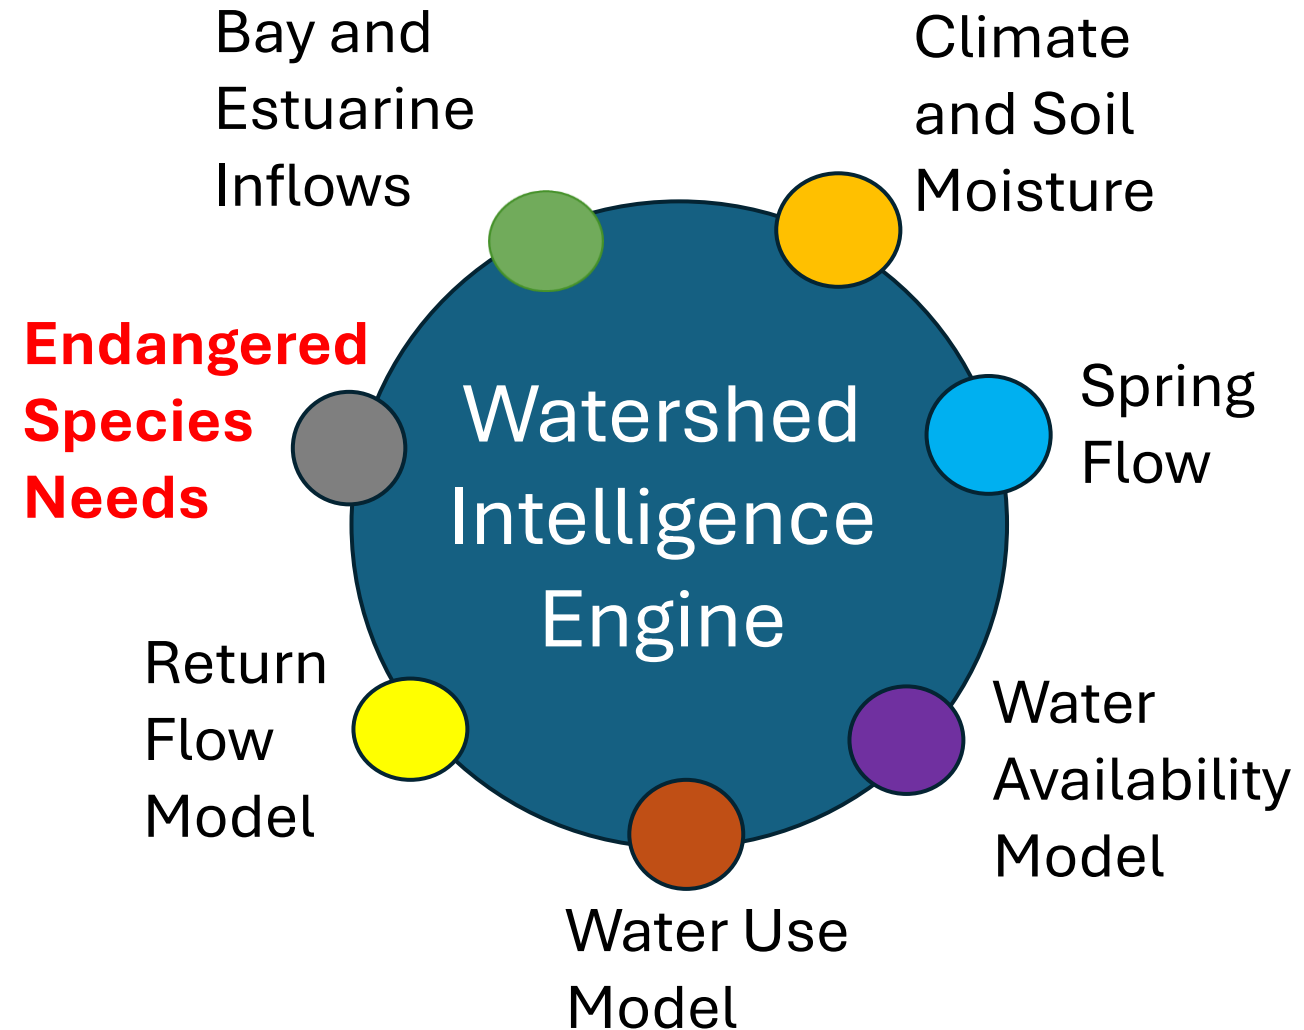 Bay and
Estuarine
Inflows
Climate
and Soil
Moisture
Endangered
Species
Needs
Watershed
Intelligence
Engine
Spring
Flow
Return
Flow
Model
Water
Availability
Model
Water Use
Model